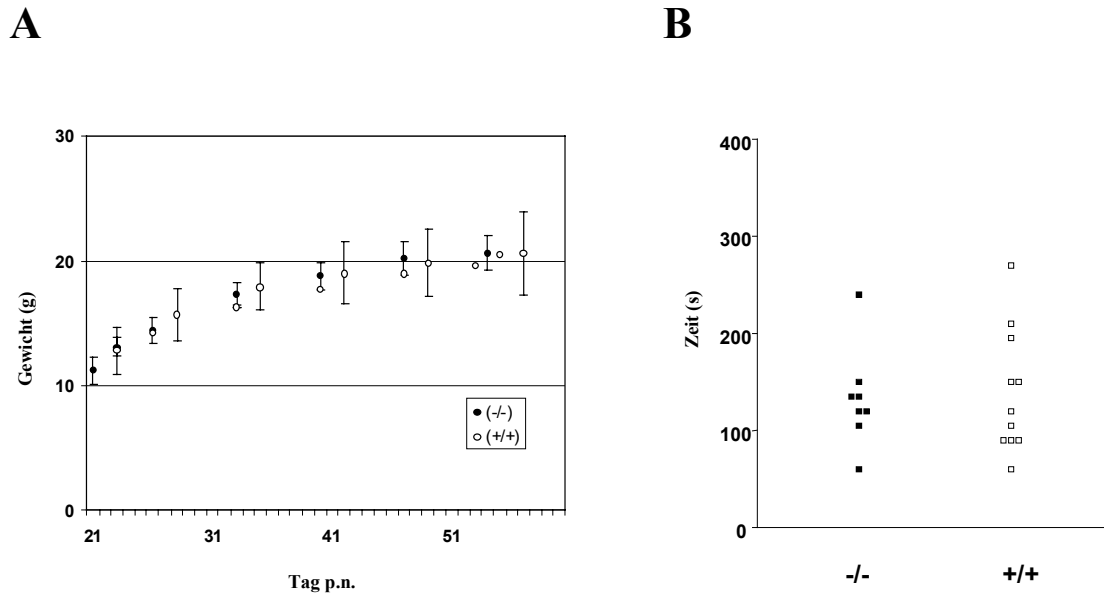 A
B
30
20
10
0
Gewicht (g)
(-/-)
(+/+)
21 31 41 51
Tag p.n.
400
300
200
100
0
Zeit (s)
-/- +/+